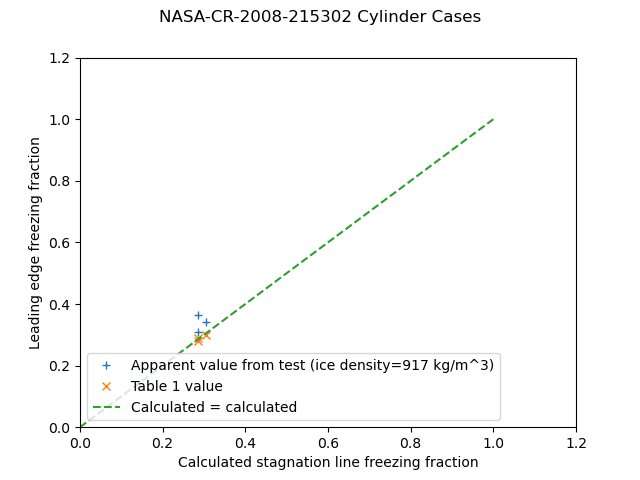 NASA-CR-2008-215302 Cylinder Cases
1.2
1.0
0.8
0.6
0.4
0.2
0.0
Leading edge freezing fraction
Apparent value from test (ice density=917 kg/m^3)
Table 1 value
Calculated = calculated
0.0 0.2 0.4 0.6 0.8 1.0 1.2
Calculated stagnation line freezing fraction